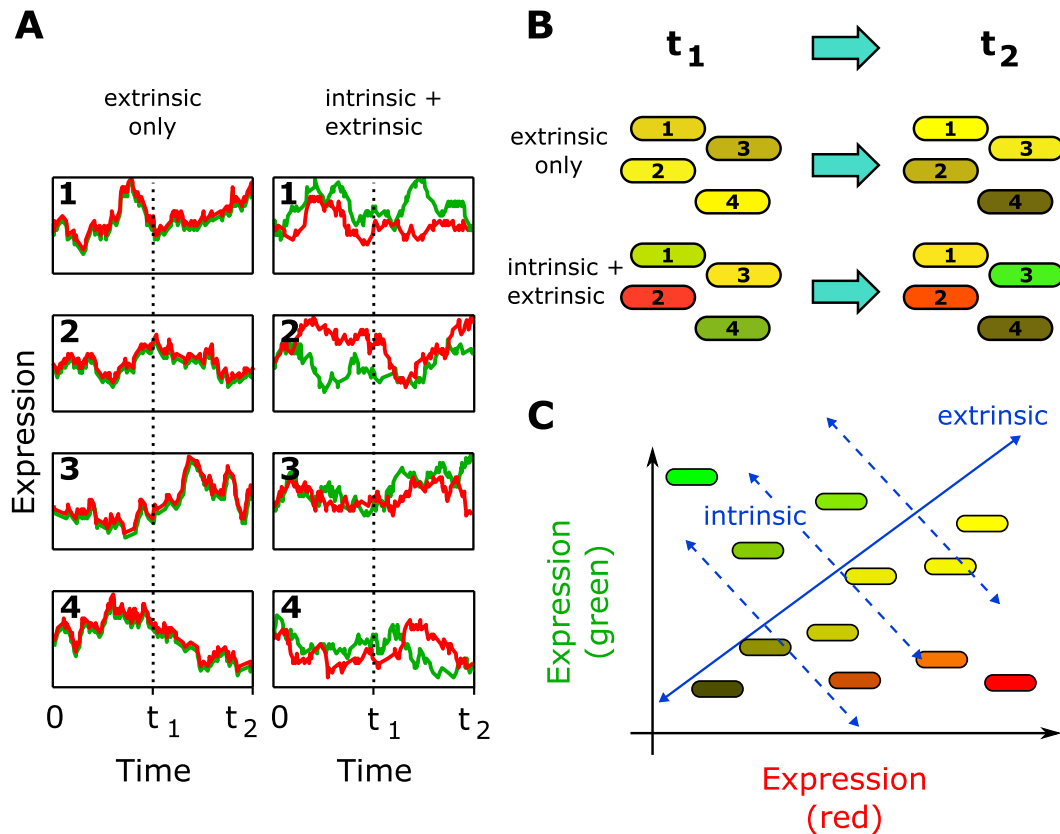 A
extrinsic
only
intrinsic +
extrinsic
1
1
2
2
3
3
4
4
Expression
0
t1
t2
0
t1
t2
Time
Time
B
t1
t2
extrinsic
only
1
3
2
4
1
3
2
4
intrinsic +
extrinsic
1
3
2
4
1
3
2
4
C
extrinsic
intrinsic
Expression
(green)
Expression
(red)